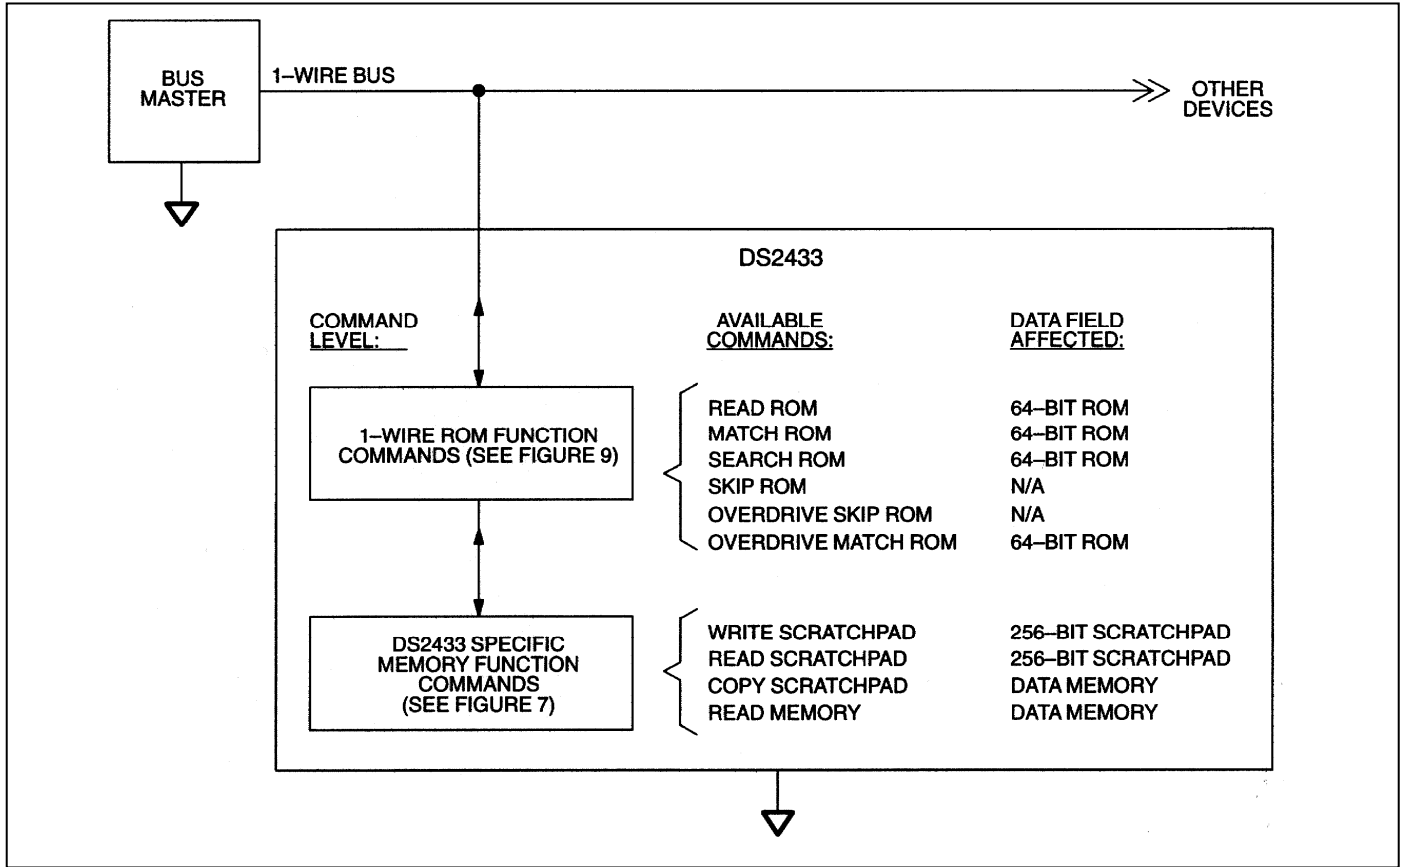 BUS
MASTER
1–WIRE BUS
OTHER
DEVICES
DS2433
COMMAND
LEVEL:
AVAILABLE
COMMANDS:
DATA FIELD
AFFECTED:
1–WIRE ROM FUNCTION
COMMANDS (SEE FIGURE 9)
READ ROM 64–BIT ROM
MATCH ROM 64–BIT ROM
SEARCH ROM 64–BIT ROM
SKIP ROM N/A
OVERDRIVE SKIP ROM N/A
OVERDRIVE MATCH ROM 64–BIT ROM
DS2433 SPECIFIC
MEMORY FUNCTION
COMMANDS
(SEE FIGURE 7)
WRITE SCRATCHPAD 256–BIT SCRATCHPAD
READ SCRATCHPAD 256–BIT SCRATCHPAD
COPY SCRATCHPAD DATA MEMORY
READ MEMORY DATA MEMORY